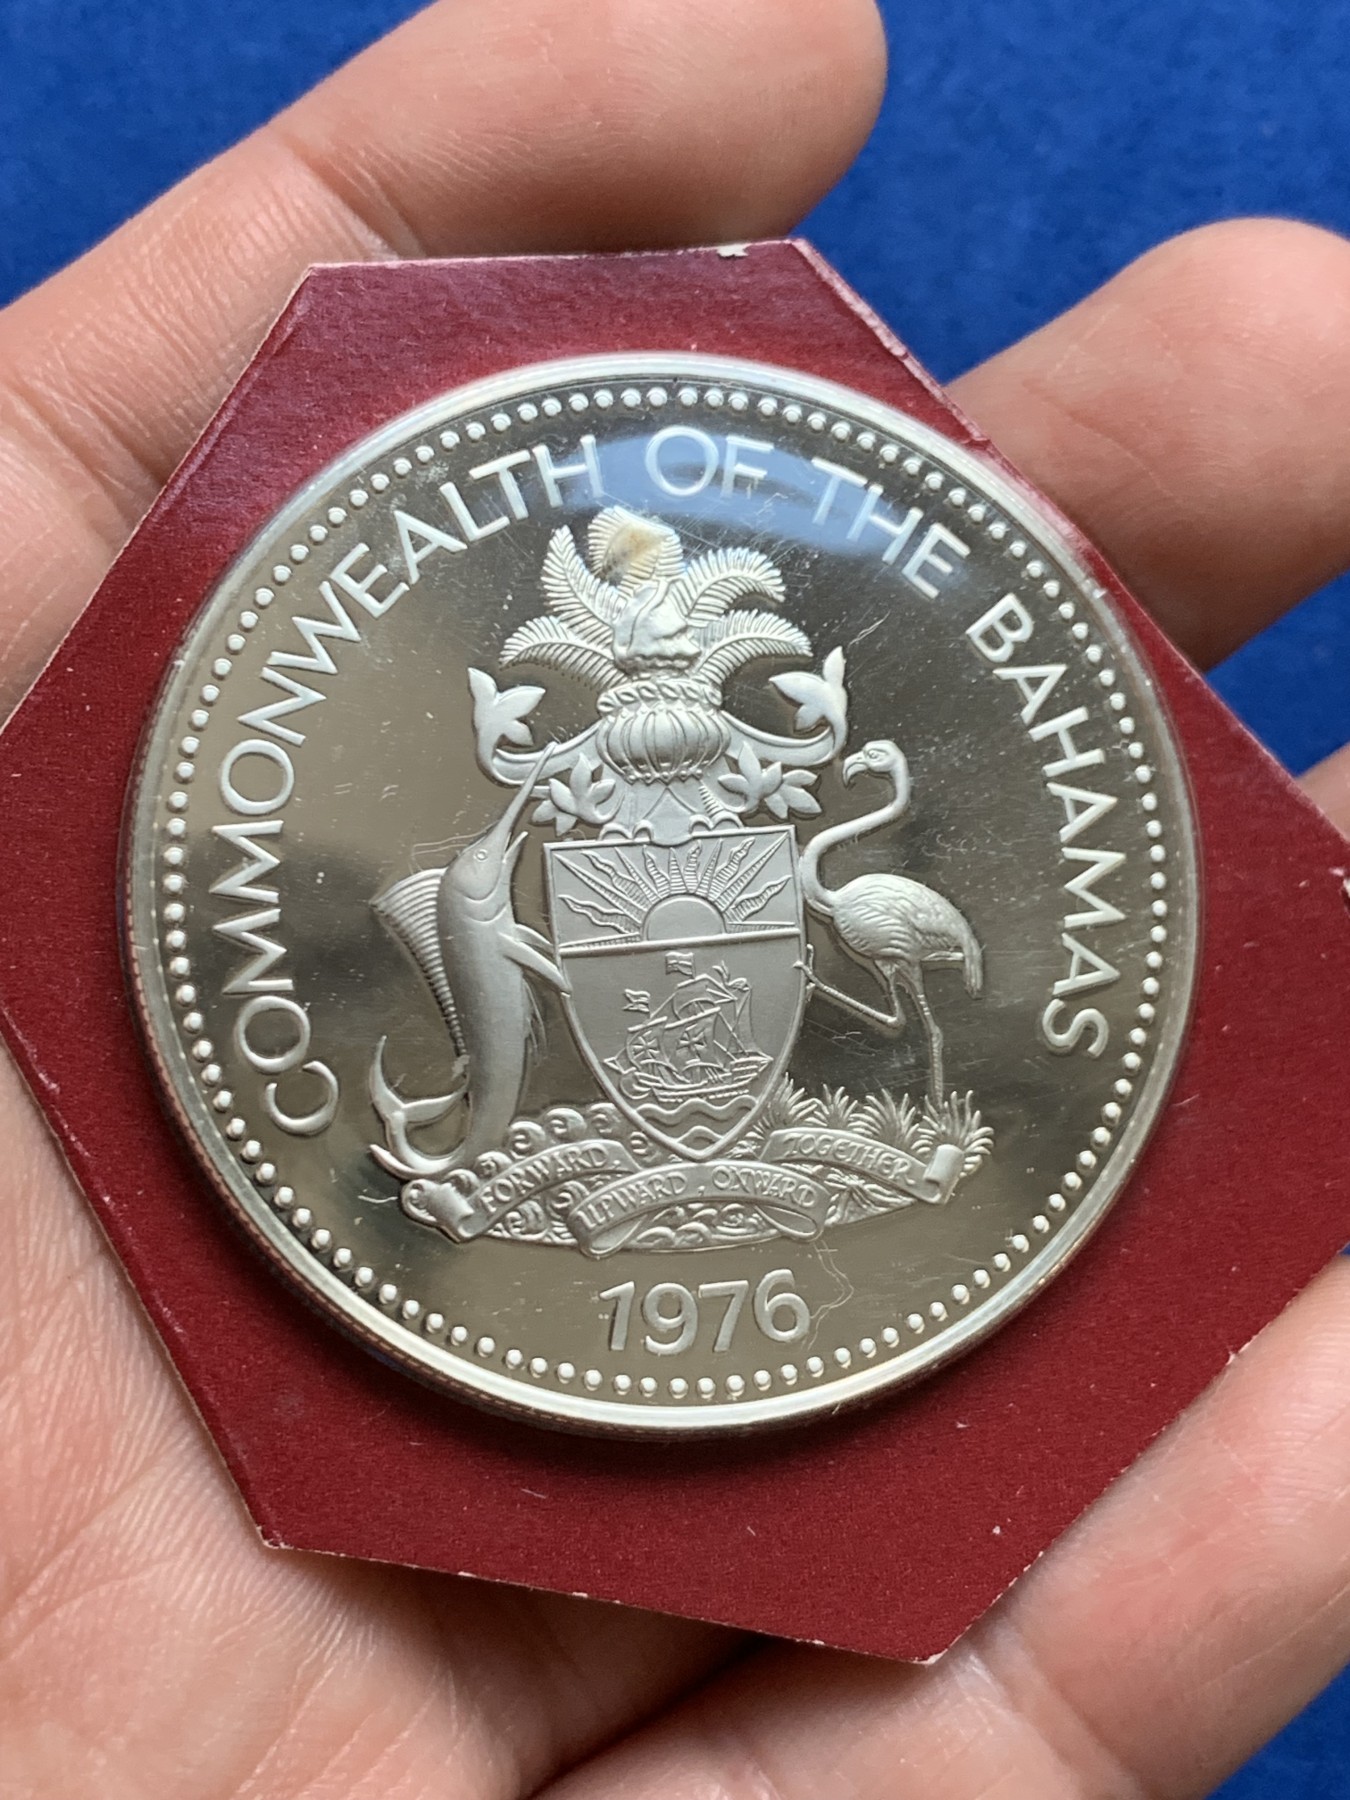 COMMONWEALTH OF THE BAHAMAS
FORWARD UPWARD ONWARD TOGETHER
1976